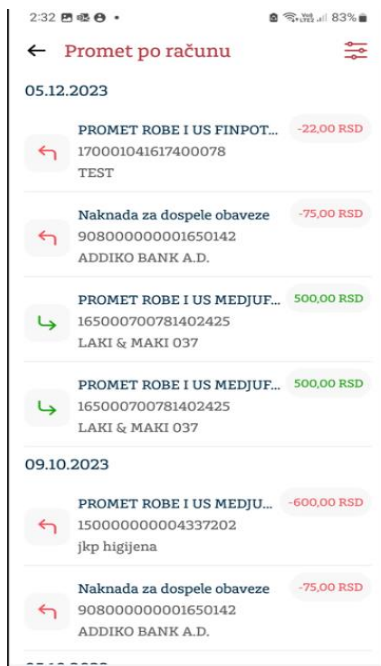 2:32
83%
Promet po računu
05.12.2023
PROMET ROBE I US FINPOT... -22,00 RSD
170001041617400078
TEST
Naknada za dospele obaveze -75,00 RSD
908000000001650142
ADDIKO BANK A.D.
PROMET ROBE I US MEDJUF... 500,00 RSD
165000700781402425
LAKI & MAKI 037
PROMET ROBE I US MEDJUF... 500,00 RSD
165000700781402425
LAKI & MAKI 037
09.10.2023
PROMET ROBE I US MEDJU... -600,00 RSD
150000000004337202
jkp higijena
Naknada za dospele obaveze -75,00 RSD
908000000001650142
ADDIKO BANK A.D.